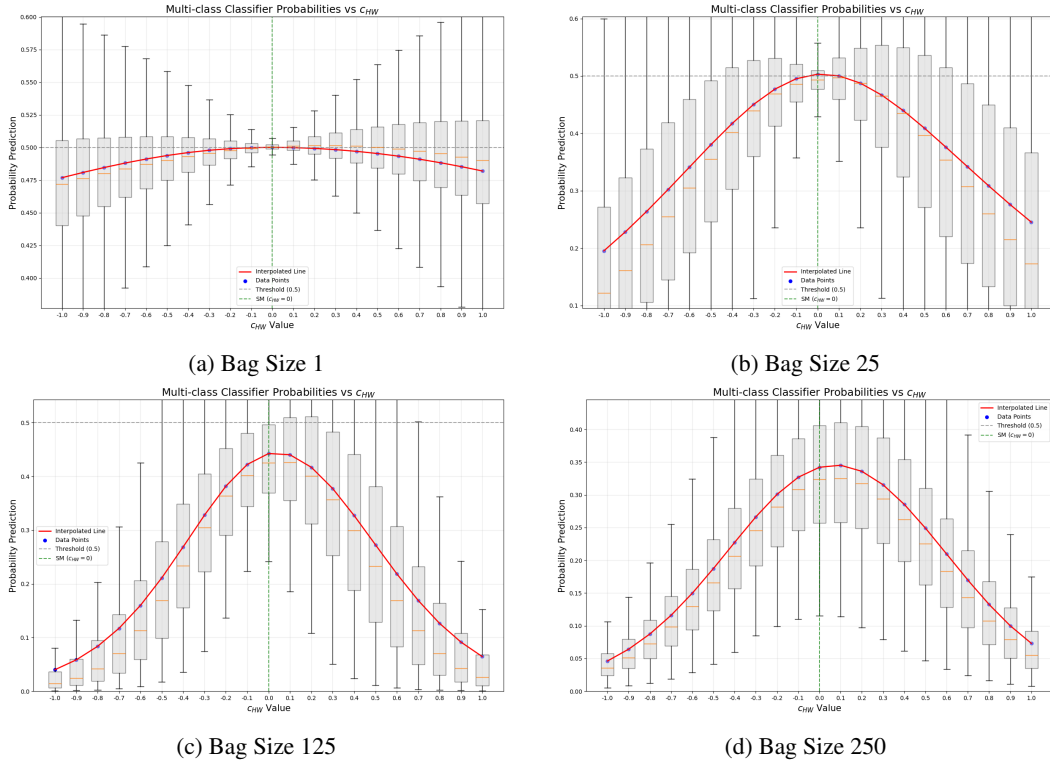 Multi-class Classifier Probabilities vs c_HW
0.600
0.575
0.550
0.525
0.500
0.475
0.450
0.425
0.400
Probability Prediction
Interpolated Line
Data Points
Threshold (0.5)
SM (c_HW = 0)
-1.0 -0.9 -0.8 -0.7 -0.6 -0.5 -0.4 -0.3 -0.2 -0.1 0.0 0.1 0.2 0.3 0.4 0.5 0.6 0.7 0.8 0.9 1.0
c_HW Value
(a) Bag Size 1
Multi-class Classifier Probabilities vs c_HW
0.6
0.5
0.4
0.3
0.2
0.1
Probability Prediction
Interpolated Line
Data Points
Threshold (0.5)
SM (c_HW = 0)
-1.0 -0.9 -0.8 -0.7 -0.6 -0.5 -0.4 -0.3 -0.2 -0.1 0.0 0.1 0.2 0.3 0.4 0.5 0.6 0.7 0.8 0.9 1.0
c_HW Value
(b) Bag Size 25
Multi-class Classifier Probabilities vs c_HW
0.5
0.4
0.3
0.2
0.1
0.0
Probability Prediction
Interpolated Line
Data Points
Threshold (0.5)
SM (c_HW = 0)
-1.0 -0.9 -0.8 -0.7 -0.6 -0.5 -0.4 -0.3 -0.2 -0.1 0.0 0.1 0.2 0.3 0.4 0.5 0.6 0.7 0.8 0.9 1.0
c_HW Value
(c) Bag Size 125
Multi-class Classifier Probabilities vs c_HW
0.40
0.35
0.30
0.25
0.20
0.15
0.10
0.05
0.00
Probability Prediction
Interpolated Line
Data Points
Threshold (0.5)
SM (c_HW = 0)
-1.0 -0.9 -0.8 -0.7 -0.6 -0.5 -0.4 -0.3 -0.2 -0.1 0.0 0.1 0.2 0.3 0.4 0.5 0.6 0.7 0.8 0.9 1.0
c_HW Value
(d) Bag Size 250